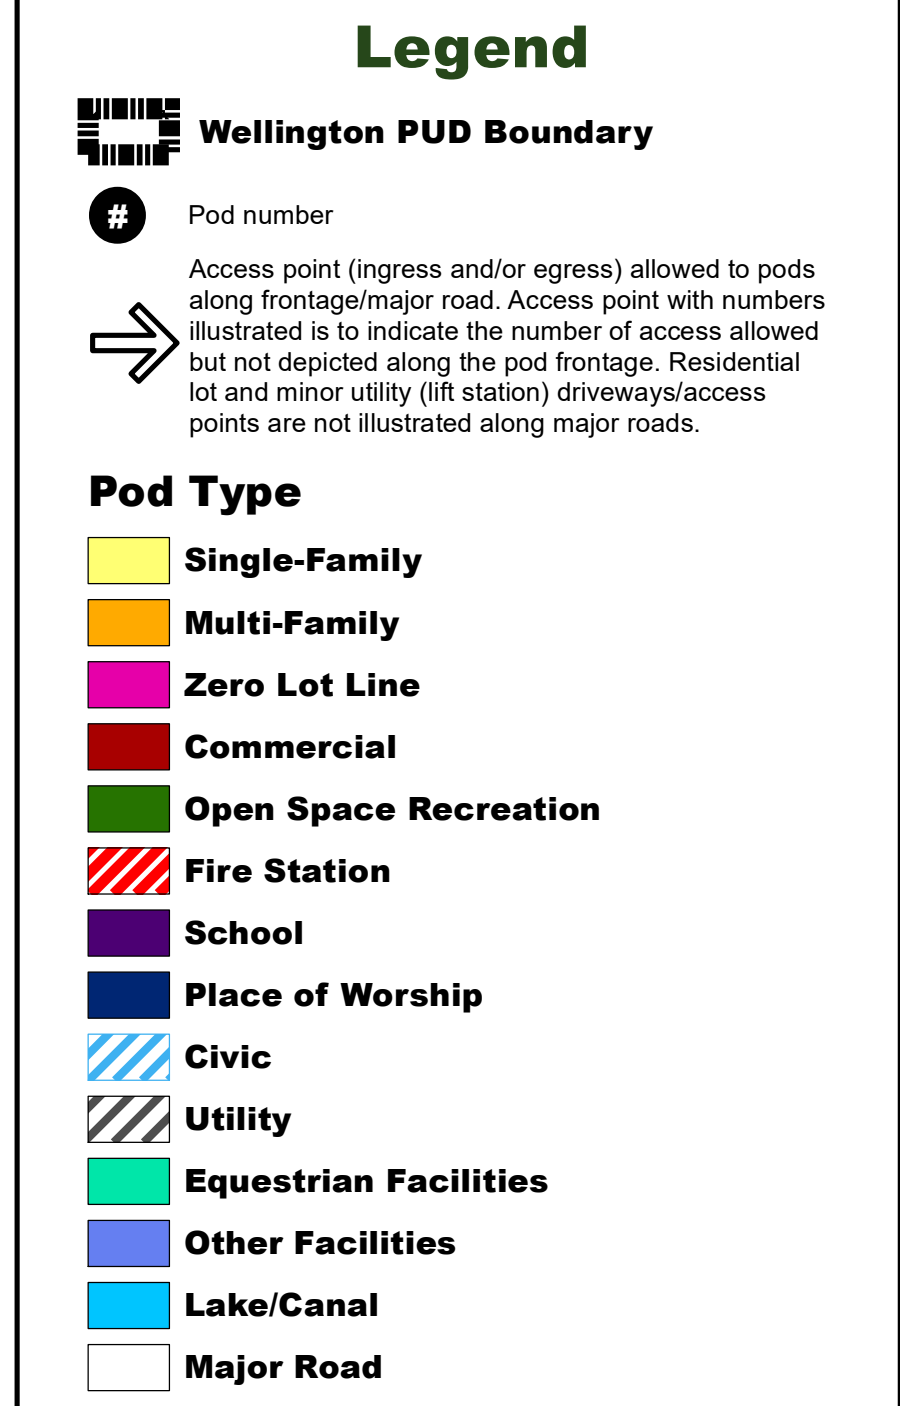 Legend
Wellington PUD Boundary
#
Pod number
Access point (ingress and/or egress) allowed to pods
along frontage/major road. Access point with numbers
illustrated is to indicate the number of access allowed
but not depicted along the pod frontage. Residential
lot and minor utility (lift station) driveways/access
points are not illustrated along major roads.
Pod Type
Single-Family
Multi-Family
Zero Lot Line
Commercial
Open Space Recreation
Fire Station
School
Place of Worship
Civic
Utility
Equestrian Facilities
Other Facilities
Lake/Canal
Major Road